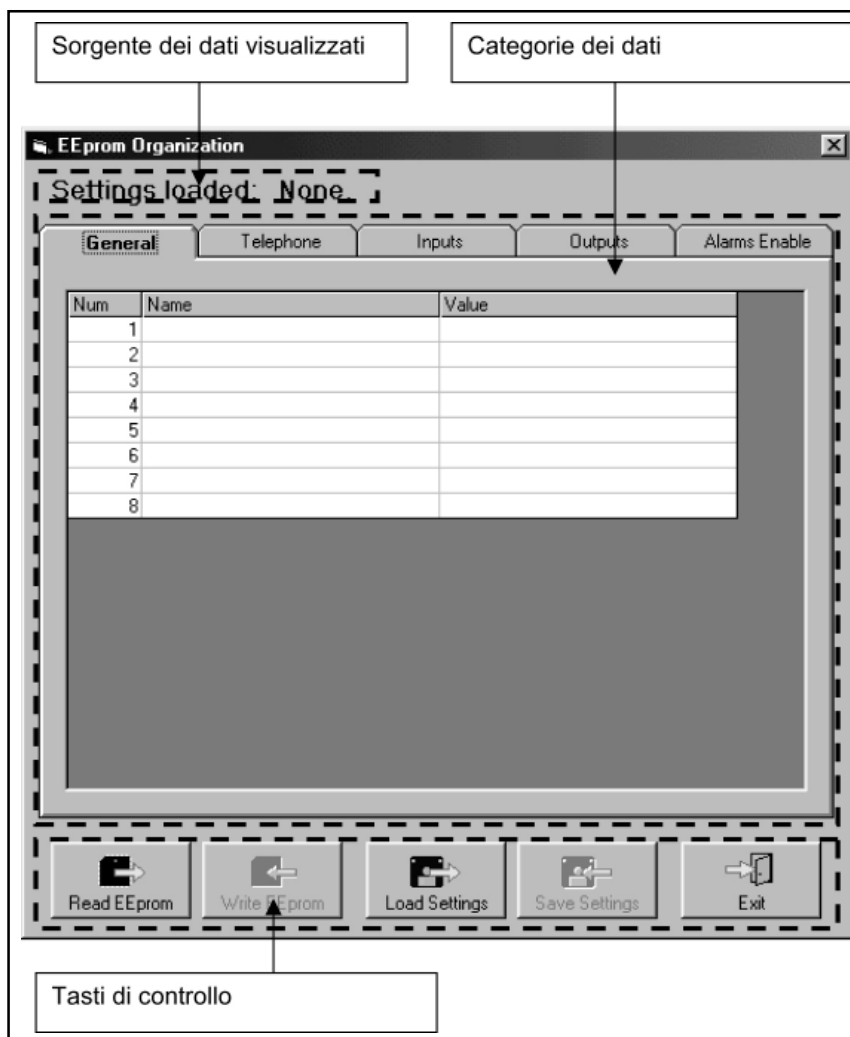 Sorgente dei dati visualizzati
Categorie dei dati
EEprom Organization
Settings loaded: None.
General Telephone Inputs Outputs Alarms Enable
Num Name Value
1
2
3
4
5
6
7
8
Read EEprom Write EEprom Load Settings Save Settings Exit
Tasti di controllo